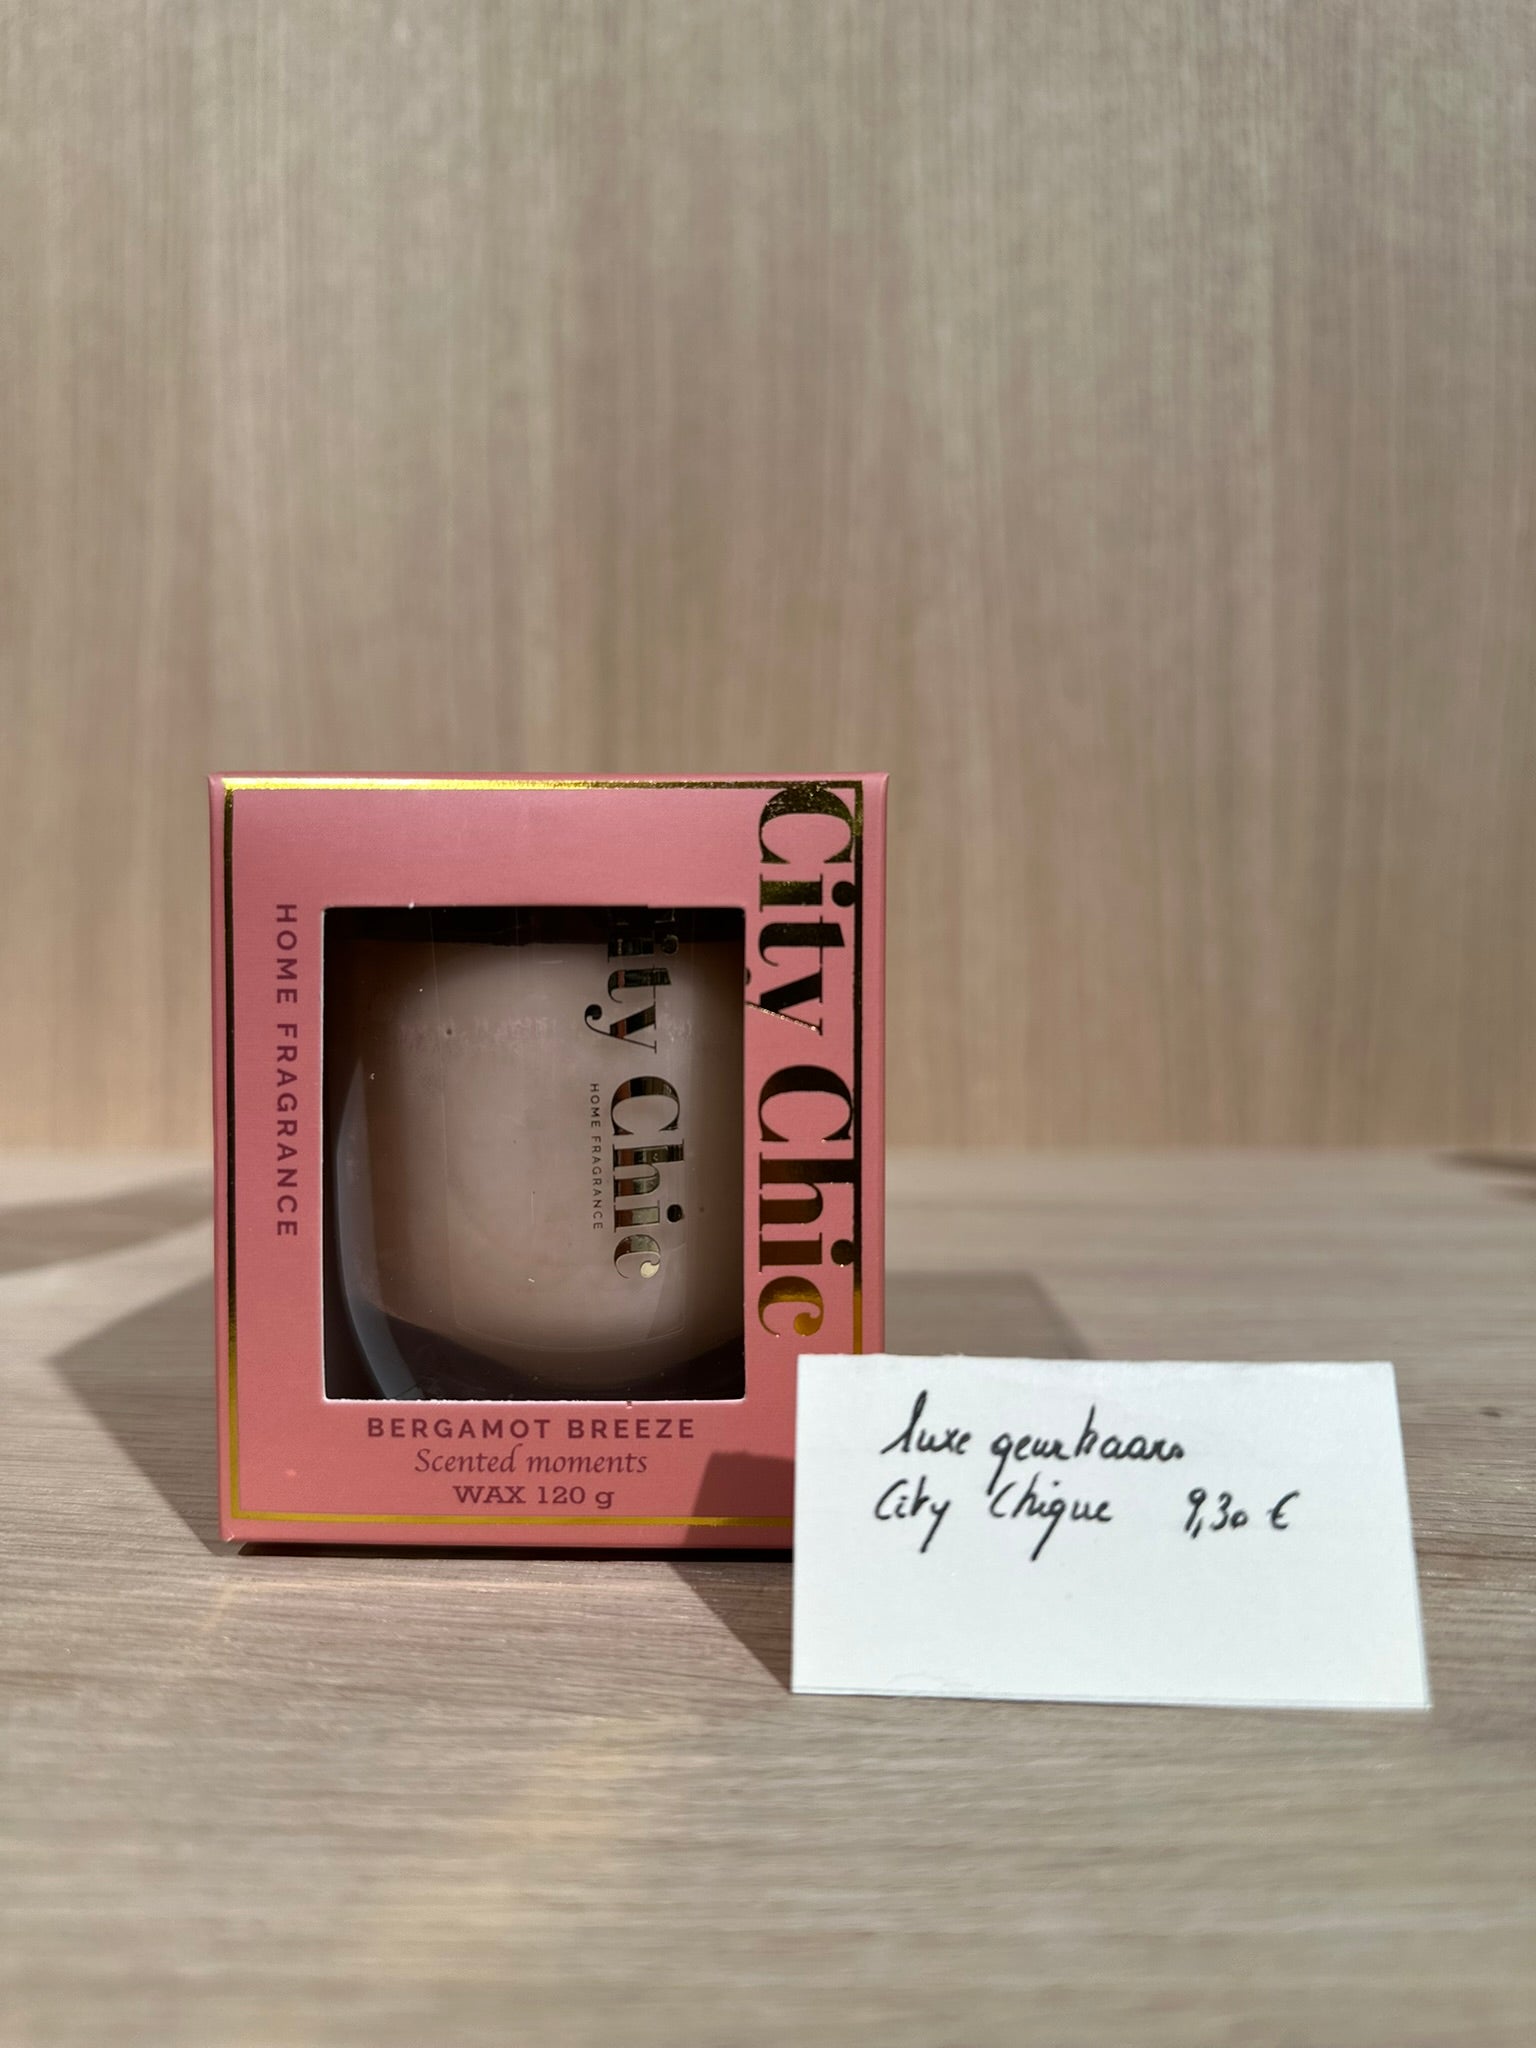 City Chic
HOME FRAGRANCE
ity Chic
HOME FRAGRANCE
BERGAMOT BREEZE
Scented moments
WAX 120 g
luxe geurkaars
City Chique 9,30 €